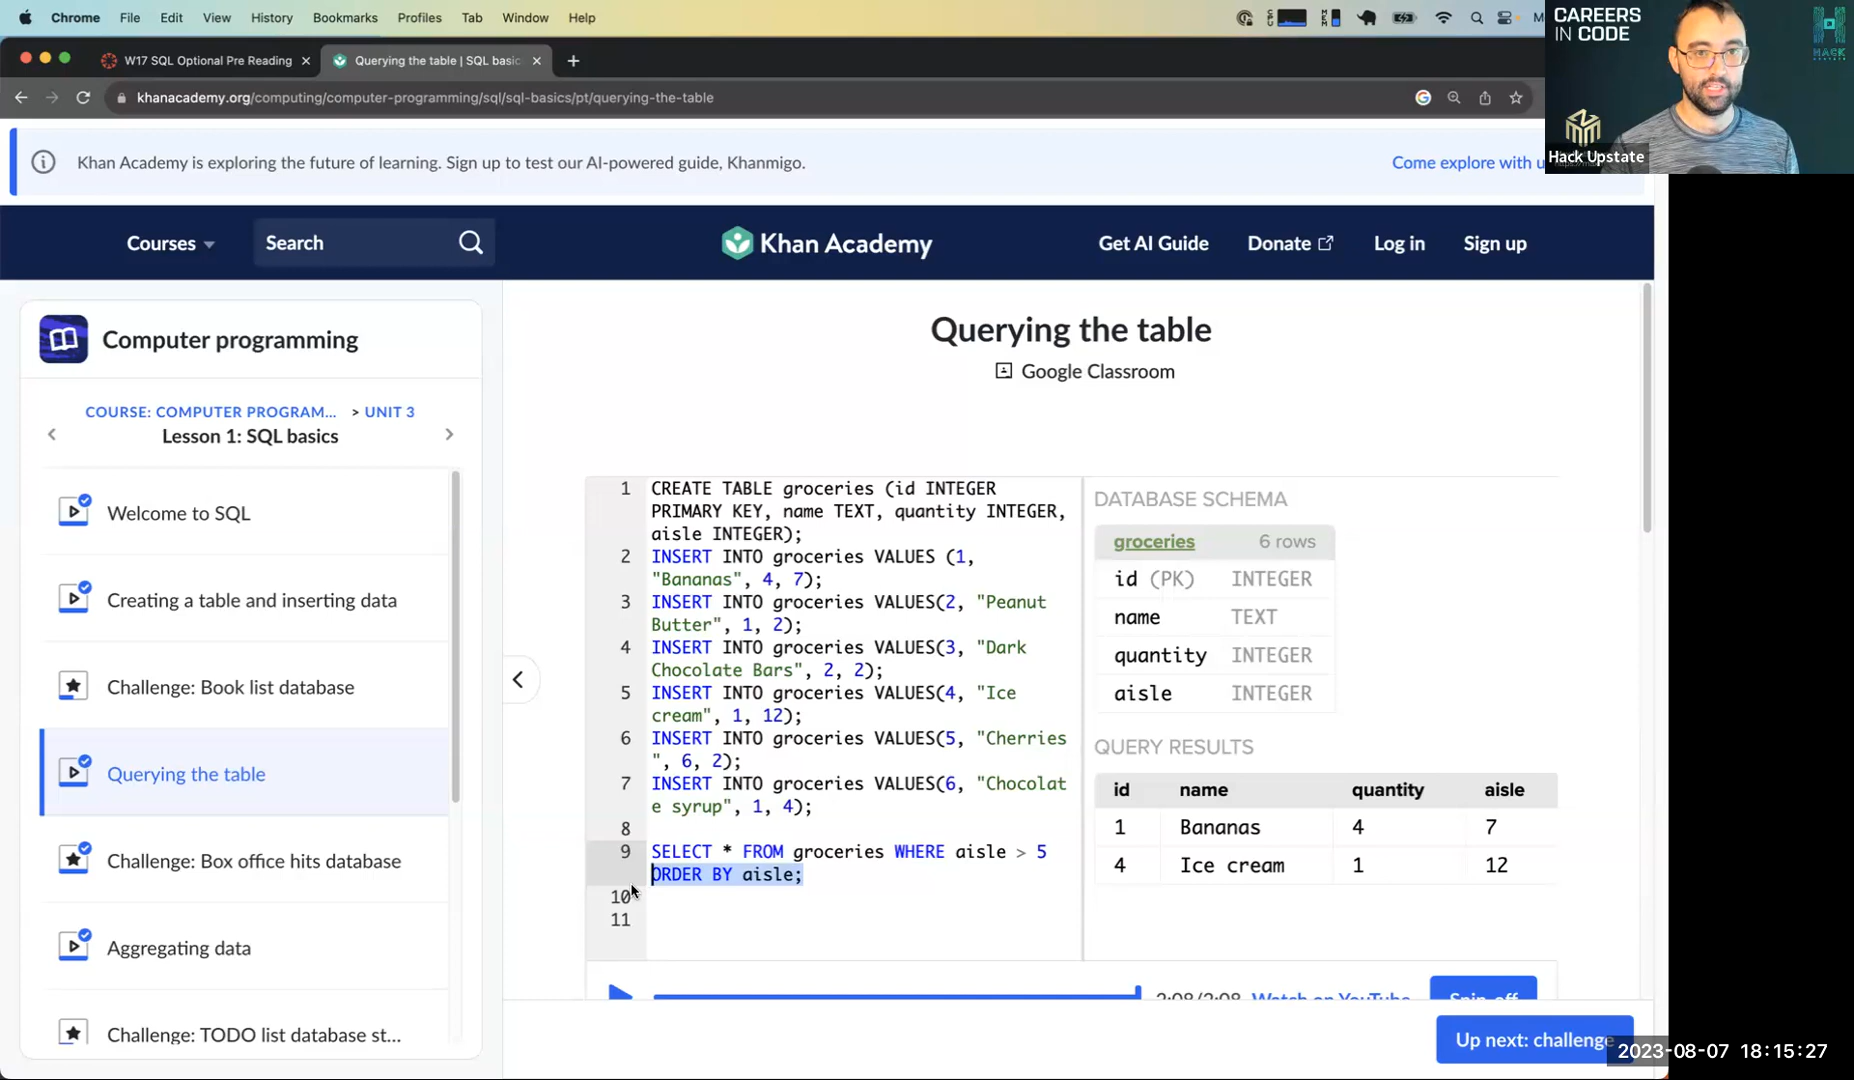 Chrome File Edit View History Bookmarks Profiles Tab Window Help
CAREERS
IN CODE
HACK
UPSTATE
W17 SQL Optional Pre Reading
Querying the table | SQL basic
khanacademy.org/computing/computer-programming/sql/sql-basics/pt/querying-the-table
Hack Upstate
Khan Academy is exploring the future of learning. Sign up to test our AI-powered guide, Khanmigo.
Come explore with u
Courses
Search
Khan Academy
Get AI Guide
Donate
Log in
Sign up
Computer programming
COURSE: COMPUTER PROGRAM... > UNIT 3
Lesson 1: SQL basics
Welcome to SQL
Creating a table and inserting data
Challenge: Book list database
Querying the table
Challenge: Box office hits database
Aggregating data
Challenge: TODO list database st...
Querying the table
Google Classroom
1 CREATE TABLE groceries (id INTEGER
PRIMARY KEY, name TEXT, quantity INTEGER,
aisle INTEGER);
2 INSERT INTO groceries VALUES (1,
"Bananas", 4, 7);
3 INSERT INTO groceries VALUES(2, "Peanut
Butter", 1, 2);
4 INSERT INTO groceries VALUES(3, "Dark
Chocolate Bars", 2, 2);
5 INSERT INTO groceries VALUES(4, "Ice
cream", 1, 12);
6 INSERT INTO groceries VALUES(5, "Cherries
", 6, 2);
7 INSERT INTO groceries VALUES(6, "Chocolat
e syrup", 1, 4);
8
9 SELECT * FROM groceries WHERE aisle > 5
ORDER BY aisle;
10
11
DATABASE SCHEMA
groceries 6 rows
id (PK) INTEGER
name TEXT
quantity INTEGER
aisle INTEGER
QUERY RESULTS
id name quantity aisle
1 Bananas 4 7
4 Ice cream 1 12
2:08/2:08 Watch on YouTube Spin-off
Up next: challenge
2023-08-07 18:15:27